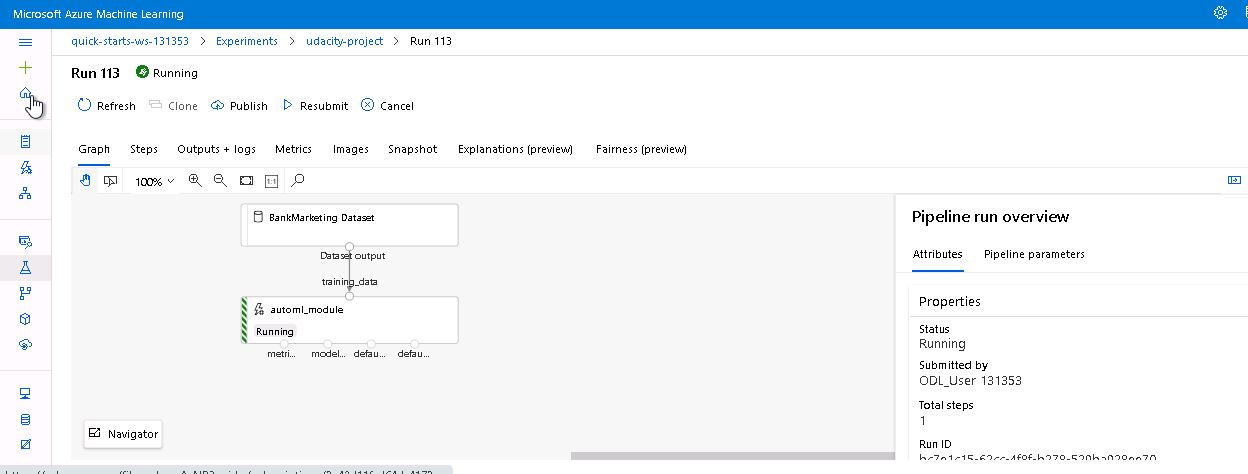 Microsoft Azure Machine Learning
quick-starts-ws-131353 > Experiments > udacity-project > Run 113
Run 113 Running
Refresh Clone Publish Resubmit Cancel
Graph Steps Outputs + logs Metrics Images Snapshot Explanations (preview) Fairness (preview)
100% 1:1
BankMarketing Dataset
Dataset output
training_data
automl_module
Running
metri... model... defau... defau...
Navigator
Pipeline run overview
Attributes Pipeline parameters
Properties
Status
Running
Submitted by
ODL_User 131353
Total steps
1
Run ID